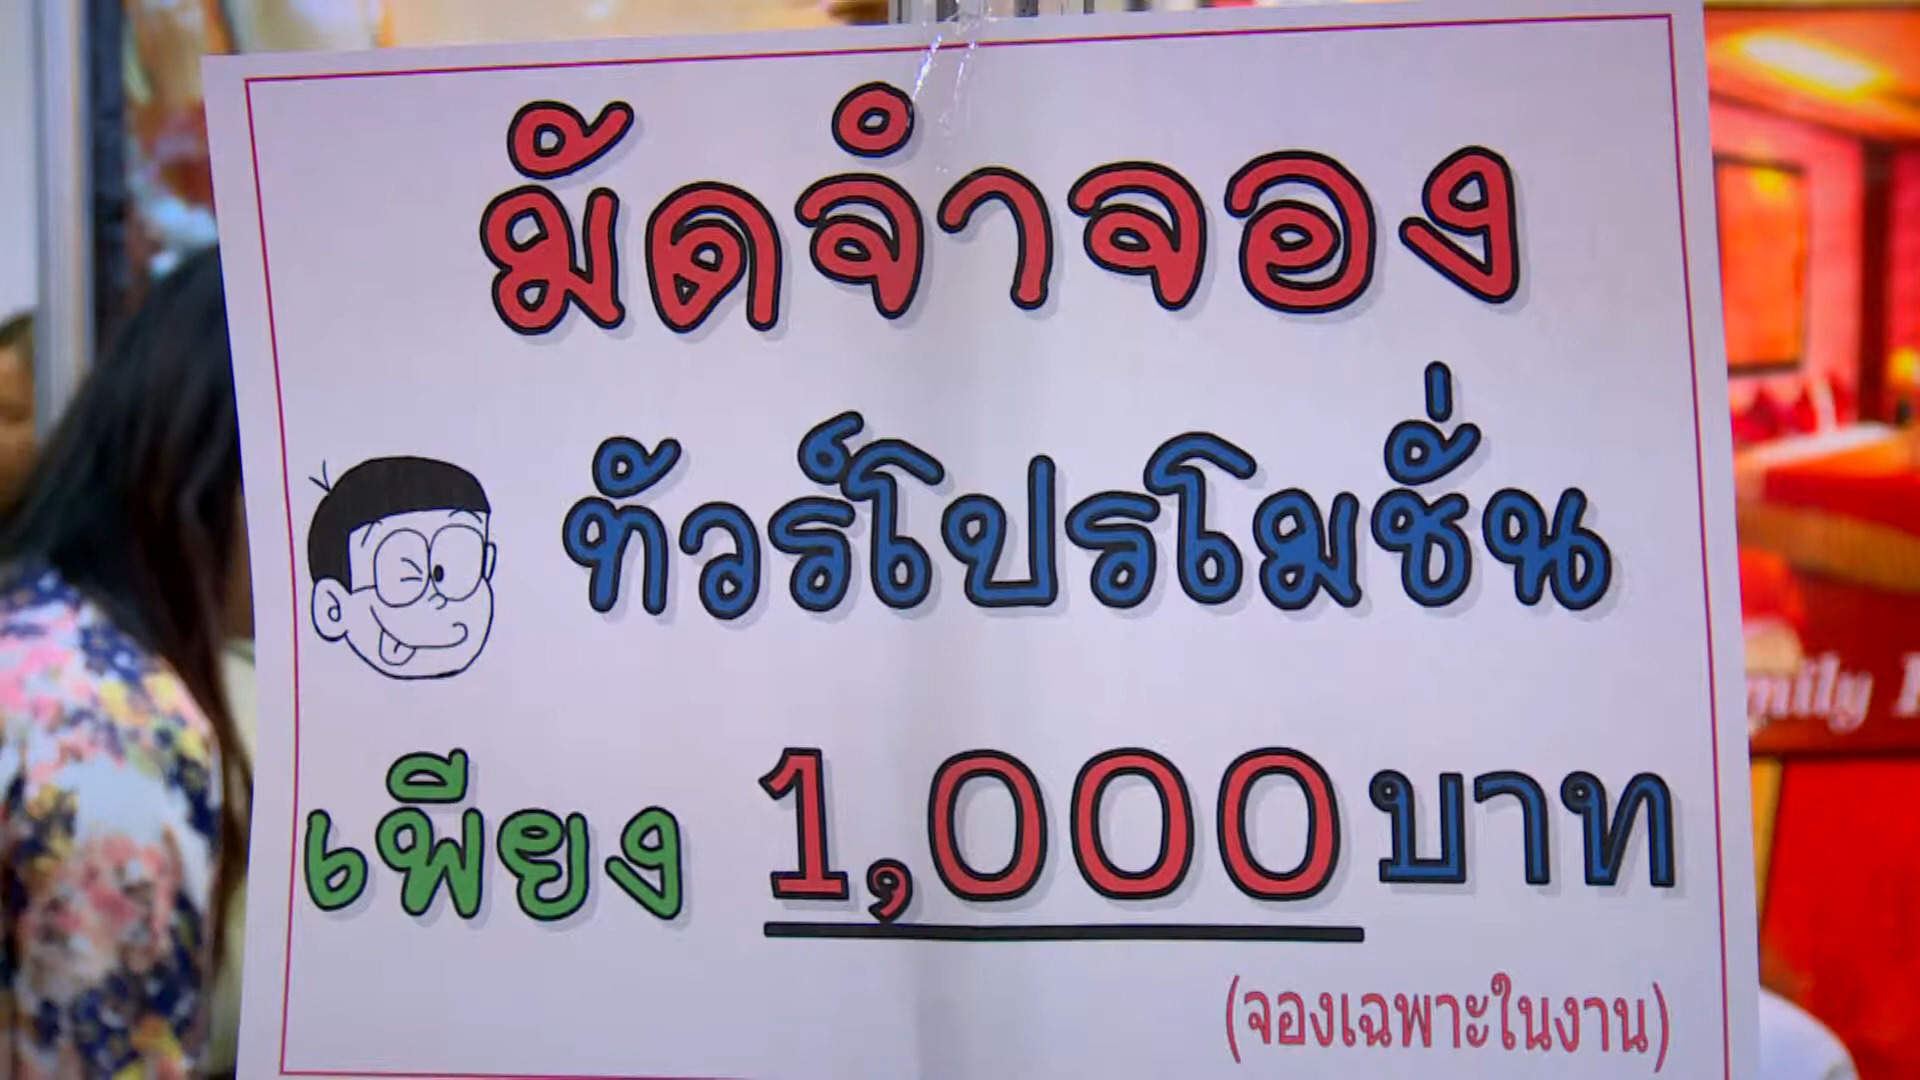 มัดจำจอง
ทัวร์โปรโมชั่น
เพียง 1,000 บาท
(จองเฉพาะในงาน)